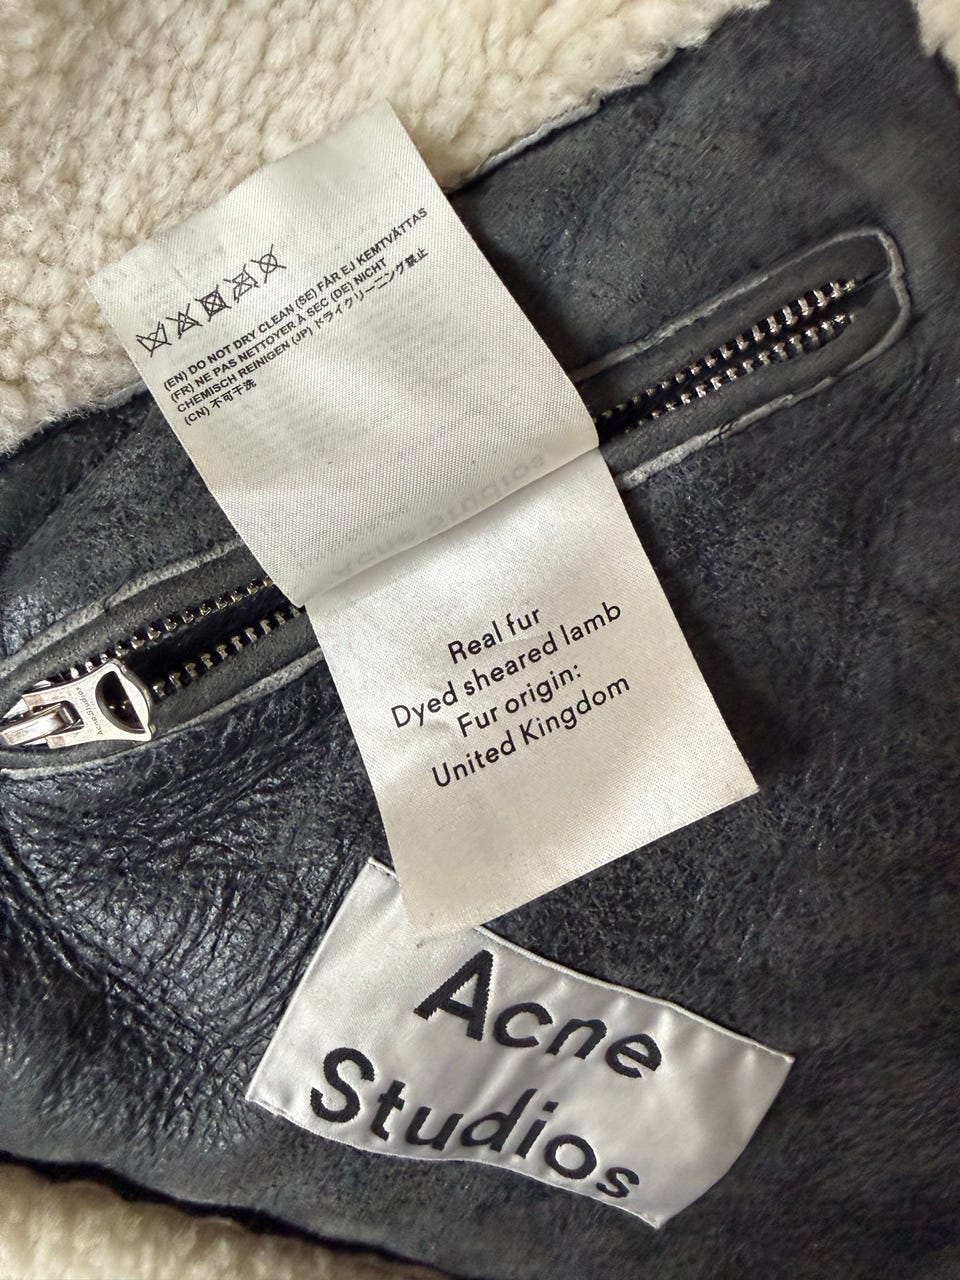 (EN) DO NOT DRY CLEAN (SE) FÅR EJ KEMTVÄTTAS
(FR) NE PAS NETTOYER À SEC (DE) NICHT
CHEMISCH REINIGEN (JP) ドライクリーニング禁止
(CN) 不可干洗
Real fur
Dyed sheared lamb
Fur origin:
United Kingdom
Acne Studios
Acne
Studios